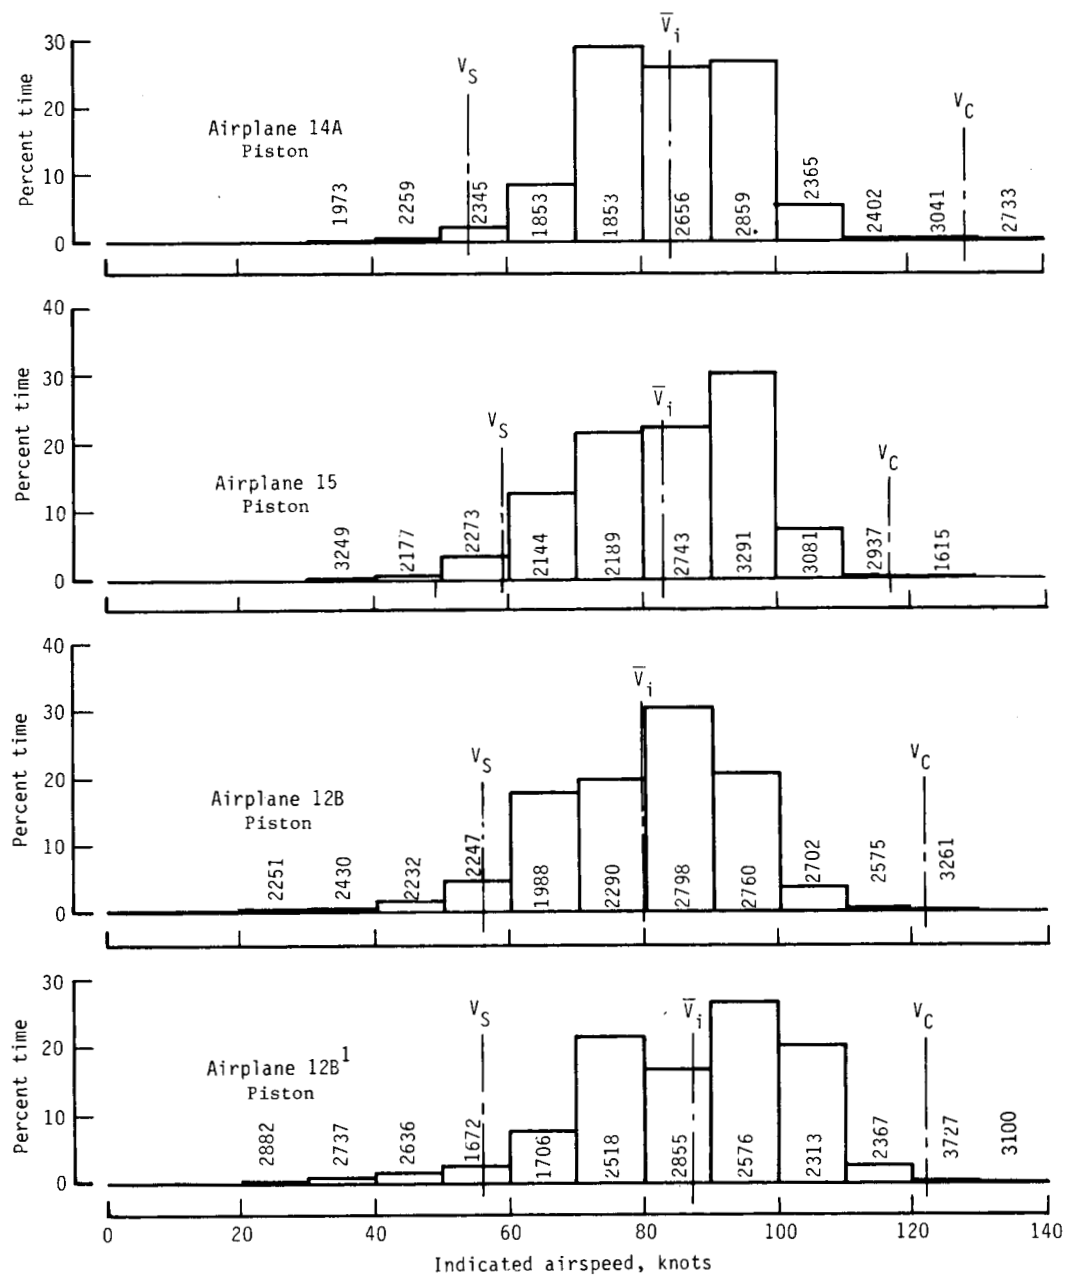 30
20
10
0
Percent time
Airplane 14A
Piston
V_S
V̄_i
V_C
1973
2259
2345
1853
1853
2656
2859
2365
2402
3041
2733
40
30
20
10
0
Percent time
Airplane 15
Piston
V_S
V̄_i
V_C
3249
2177
2273
2144
2189
2743
3291
3081
2937
1615
40
30
20
10
0
Percent time
Airplane 12B
Piston
V_S
V̄_i
V_C
2251
2430
2232
2247
1988
2290
2798
2760
2702
2575
3261
30
20
10
0
Percent time
Airplane 12B¹
Piston
V_S
V̄_i
V_C
2882
2737
2636
1672
1706
2518
2855
2576
2313
2367
3727
3100
0 20 40 60 80 100 120 140
Indicated airspeed, knots